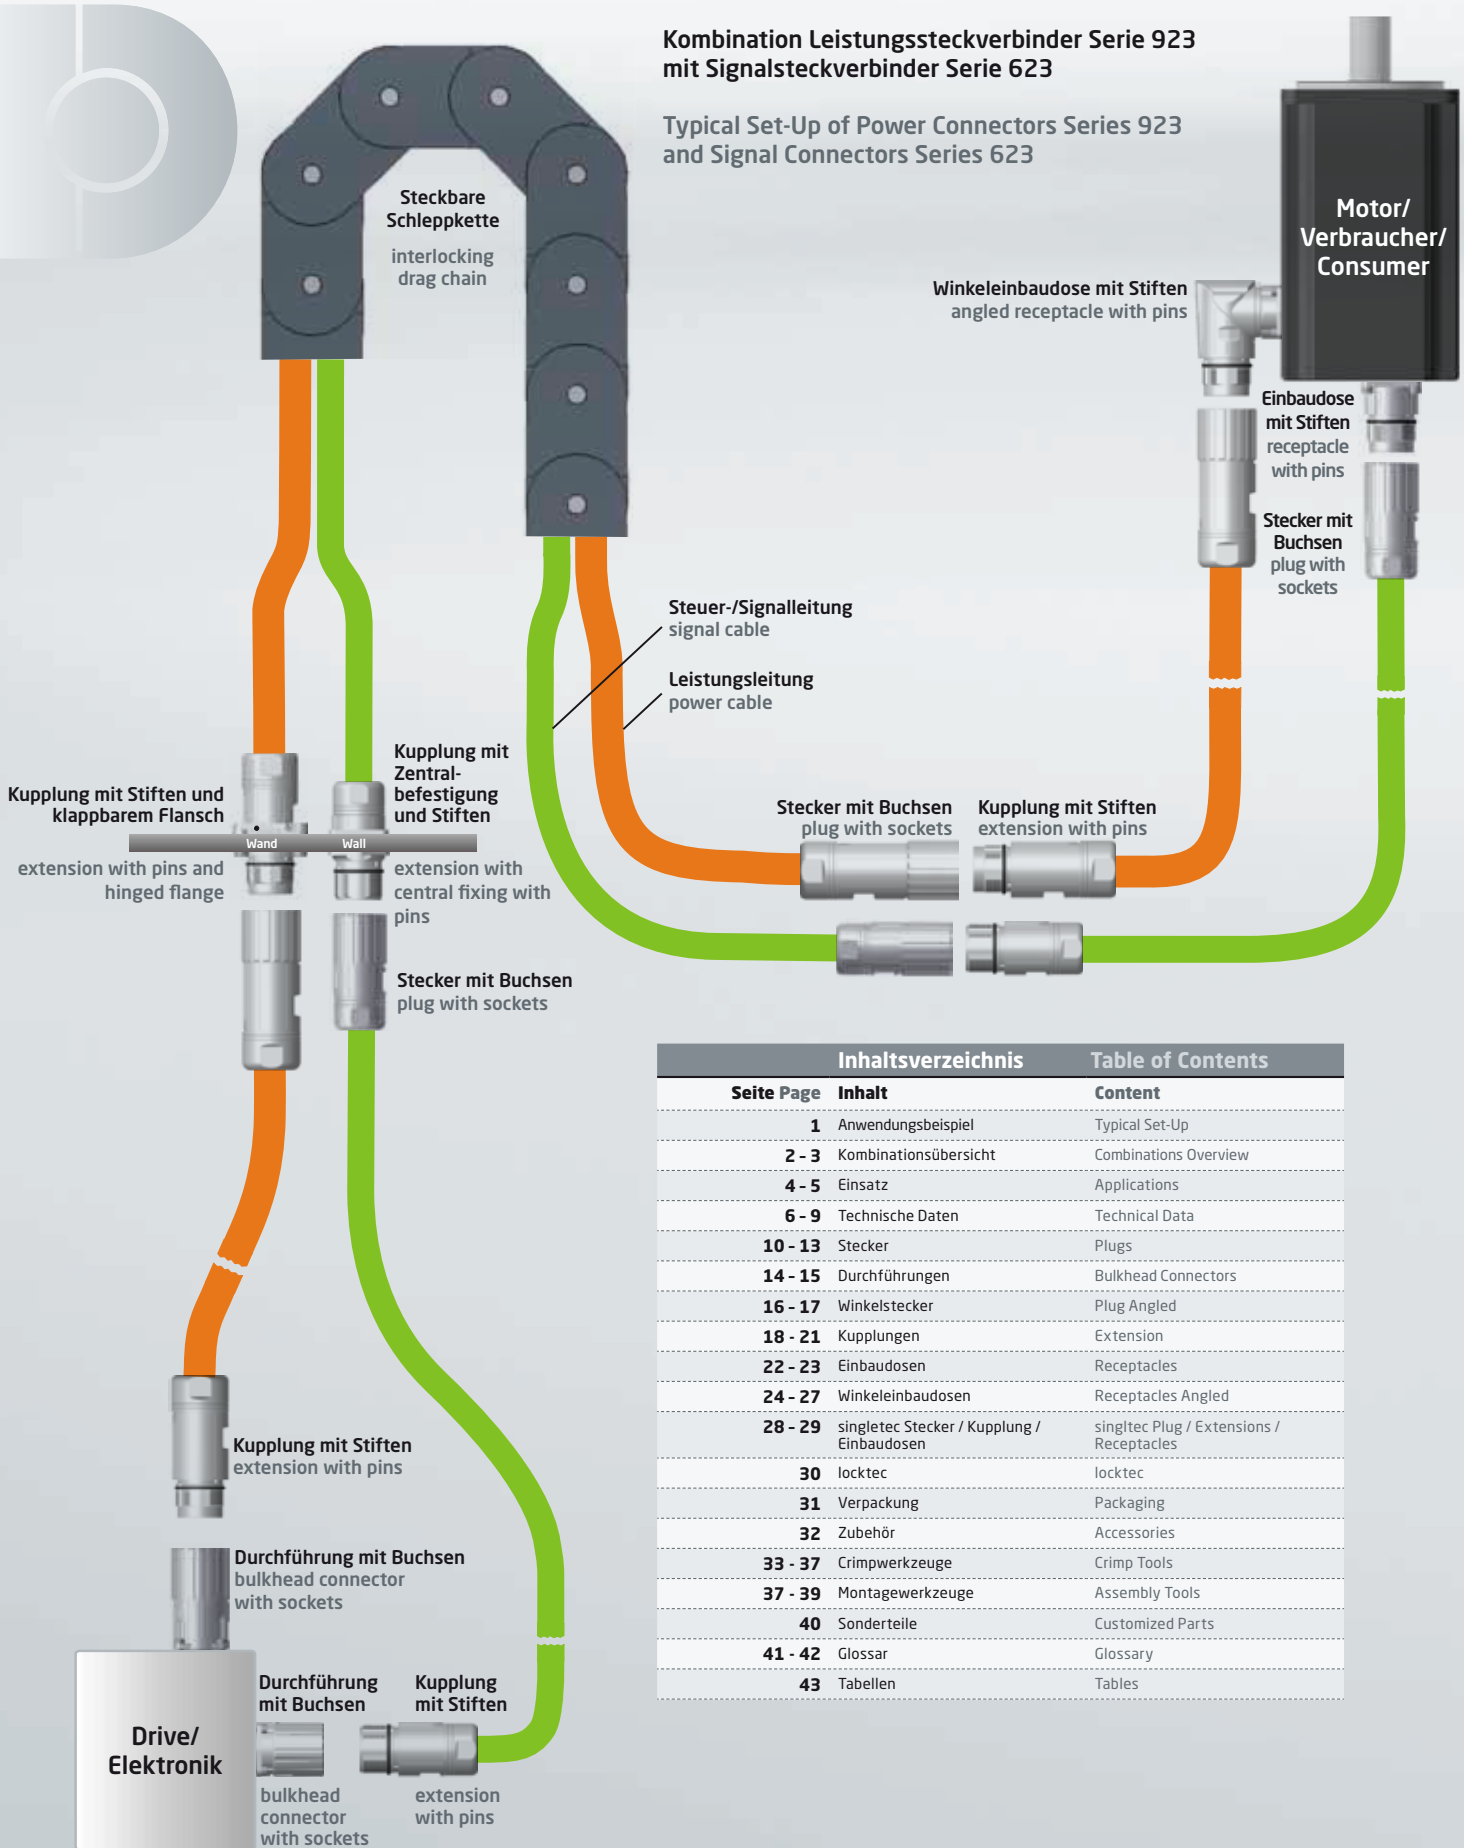 Kombination Leistungssteckverbinder Serie 923
mit Signalsteckverbinder Serie 623
Typical Set-Up of Power Connectors Series 923
and Signal Connectors Series 623
Steckbare
Schleppkette
interlocking
drag chain
Motor/
Verbraucher/
Consumer
Winkeleinbaudose mit Stiften
angled receptacle with pins
Einbaudose
mit Stiften
receptacle
with pins
Stecker mit
Buchsen
plug with
sockets
Steuer-/Signalleitung
signal cable
Leistungsleitung
power cable
Kupplung mit Stiften und
klappbarem Flansch
Kupplung mit
Zentral-
befestigung
und Stiften
Wand
Wall
extension with pins and
hinged flange
extension with
central fixing with
pins
Stecker mit Buchsen
plug with sockets
Kupplung mit Stiften
extension with pins
Stecker mit Buchsen
plug with sockets
Inhaltsverzeichnis Table of Contents
Seite Page Inhalt Content
1 Anwendungsbeispiel Typical Set-Up
2 – 3 Kombinationsübersicht Combinations Overview
4 – 5 Einsatz Applications
6 – 9 Technische Daten Technical Data
10 – 13 Stecker Plugs
14 – 15 Durchführungen Bulkhead Connectors
16 – 17 Winkelstecker Plug Angled
18 - 21 Kupplungen Extension
22 – 23 Einbaudosen Receptacles
24 – 27 Winkeleinbaudosen Receptacles Angled
28 – 29 singletec Stecker / Kupplung / singltec Plug / Extensions /
Einbaudosen Receptacles
30 locktec locktec
31 Verpackung Packaging
32 Zubehör Accessories
33 - 37 Crimpwerkzeuge Crimp Tools
37 - 39 Montagewerkzeuge Assembly Tools
40 Sonderteile Customized Parts
41 - 42 Glossar Glossary
43 Tabellen Tables
Kupplung mit Stiften
extension with pins
Durchführung mit Buchsen
bulkhead connector
with sockets
Durchführung
mit Buchsen
Kupplung
mit Stiften
Drive/
Elektronik
bulkhead
connector
with sockets
extension
with pins